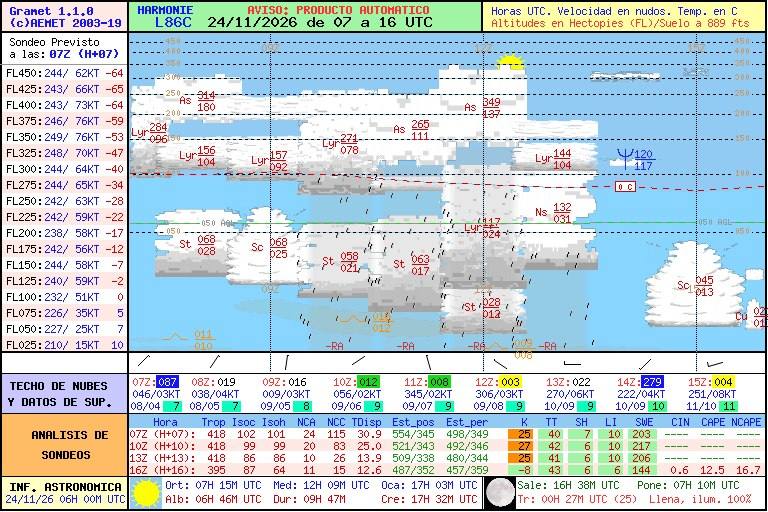 Gramet 1.1.0
(c)AEMET 2003-19
HARMONIE
L86C
AVISO: PRODUCTO AUTOMATICO
24/11/2026 de 07 a 16 UTC
Horas UTC. Velocidad en nudos. Temp. en C
Altitudes en Hectopies (FL)/Suelo a 889 fts
Sondeo Previsto
a las: 07Z (H+07)
FL450:244/ 62KT -64
FL425:243/ 66KT -65
FL400:243/ 73KT -64
FL375:246/ 76KT -59
FL350:249/ 76KT -53
FL325:248/ 70KT -47
FL300:244/ 64KT -40
FL275:244/ 65KT -34
FL250:242/ 63KT -28
FL225:242/ 59KT -22
FL200:238/ 58KT -17
FL175:242/ 56KT -12
FL150:244/ 58KT -7
FL125:240/ 59KT -2
FL100:232/ 51KT 0
FL075:226/ 35KT 5
FL050:227/ 25KT 7
FL025:210/ 15KT 10
As 314
180
Lyr 284
096
Lyr 156
104
Lyr 157
092
Lyr 271
078
As 265
111
As 349
137
Lyr 144
104
120
117
0 C
Ns 132
031
Lyr 117
024
050 AGL
050 AGL
St 068
028
Sc 068
025
St 058
021
St 063
017
St 028
012
Sc 045
013
Cu
011
010
012
009
008
-RA
-RA
-RA
-RA
TECHO DE NUBES
Y DATOS DE SUP.
07Z: 087 08Z: 019 09Z: 016 10Z: 012 11Z: 008 12Z: 003 13Z: 022 14Z: 279 15Z: 004
046/03KT 038/04KT 009/03KT 056/02KT 345/02KT 306/03KT 270/06KT 222/04KT 251/08KT
08/04 7 08/04 7 09/05 8 09/06 9 09/07 9 09/08 9 10/09 9 10/09 10 11/10 11
ANALISIS DE
SONDEOS
Hora Trop Isoc Isoh NCA NCC TDisp Est_pos Est_per K TT SH LI SWE CIN CAPE NCAPE
07Z (H+07): 418 102 101 24 115 30.9 554/345 498/349 25 40 7 10 203 ---- ---- ----
10Z (H+10): 418 99 99 20 83 25.0 521/343 492/346 27 42 6 10 217 ---- ---- ----
13Z (H+13): 418 86 86 10 26 13.9 509/338 480/344 25 41 6 10 206 ---- ---- ----
16Z (H+16): 395 87 64 11 15 12.6 487/352 457/359 -8 43 5 6 144 0.6 12.5 16.7
INF. ASTRONOMICA
24/11/26 06H 00M UTC
Ort: 07H 15M UTC Med: 12H 09M UTC Oca: 17H 03M UTC
Alb: 06H 46M UTC Dur: 09H 47M Cre: 17H 32M UTC
Sale: 16H 38M UTC Pone: 07H 10M UTC
Tr: 00H 27M UTC (25) Llena, ilum. 100%